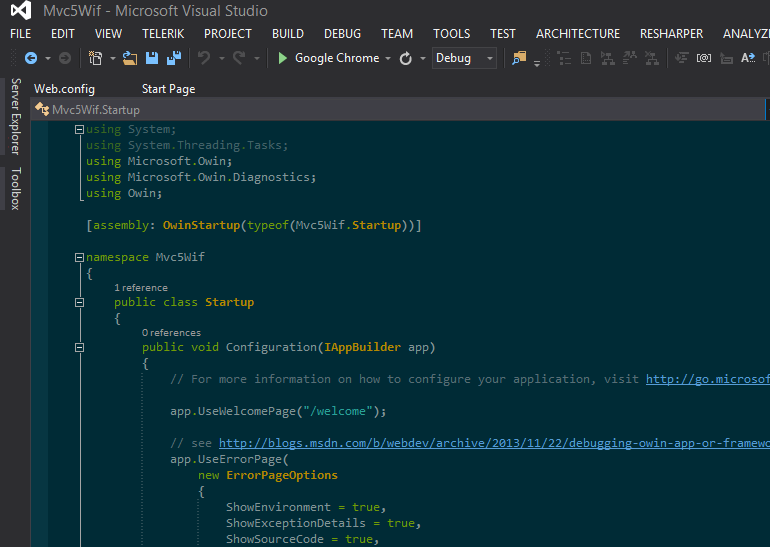 Mvc5Wif - Microsoft Visual Studio
FILE EDIT VIEW TELERIK PROJECT BUILD DEBUG TEAM TOOLS TEST ARCHITECTURE RESHARPER ANALYZ
Google Chrome Debug
Web.config Start Page
Server Explorer
Toolbox
Mvc5Wif.Startup
using System;
using System.Threading.Tasks;
using Microsoft.Owin;
using Microsoft.Owin.Diagnostics;
using Owin;
[assembly: OwinStartup(typeof(Mvc5Wif.Startup))]
namespace Mvc5Wif
{
1 reference
public class Startup
{
0 references
public void Configuration(IAppBuilder app)
{
// For more information on how to configure your application, visit http://go.microsof
app.UseWelcomePage("/welcome");
// see http://blogs.msdn.com/b/webdev/archive/2013/11/22/debugging-owin-app-or-framewo
app.UseErrorPage(
new ErrorPageOptions
{
ShowEnvironment = true,
ShowExceptionDetails = true,
ShowSourceCode = true,